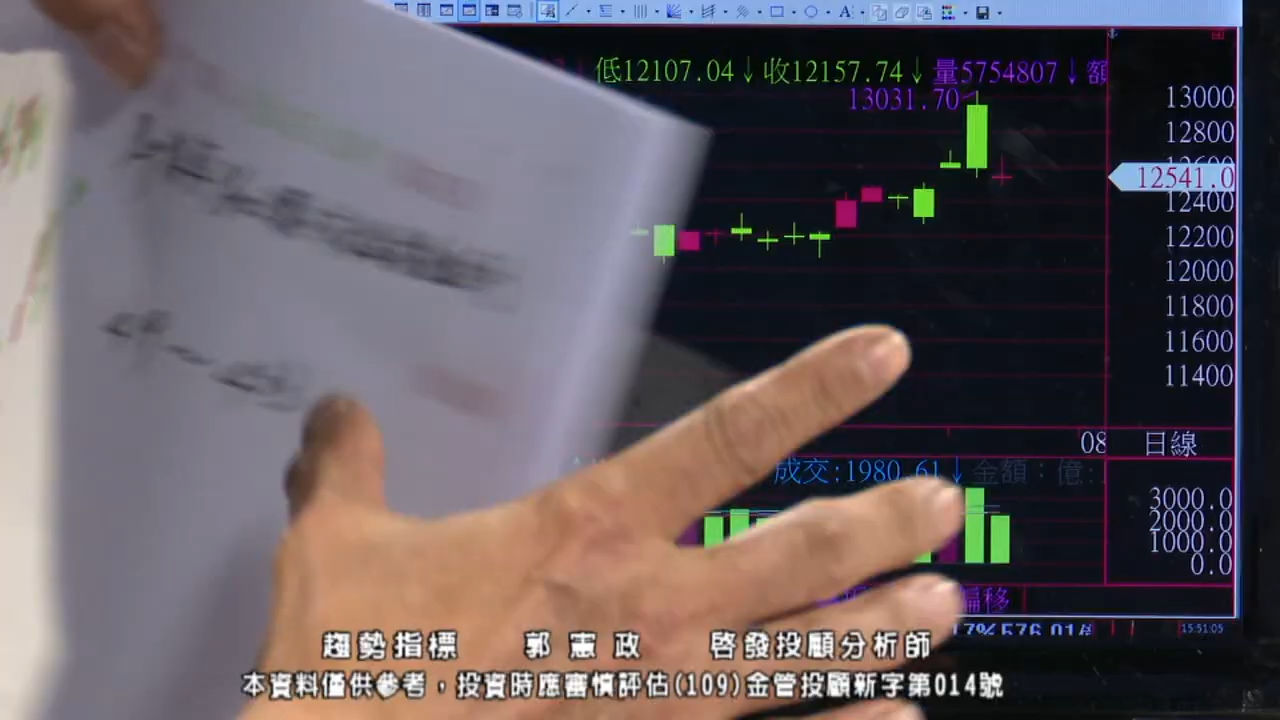 低12107.04↓收12157.74↓量5754807↓額
13031.70
13000
12800
12541.0
12400
12200
12000
11800
11600
11400
08 日線
成交:1980.61↓金額:億:
3000.0
2000.0
1000.0
0.0
偏移
15:51:05
趨勢指標 郭憲政 啓發投顧分析師
本資料僅供參考，投資時應審慎評估(109)金管投顧新字第014號